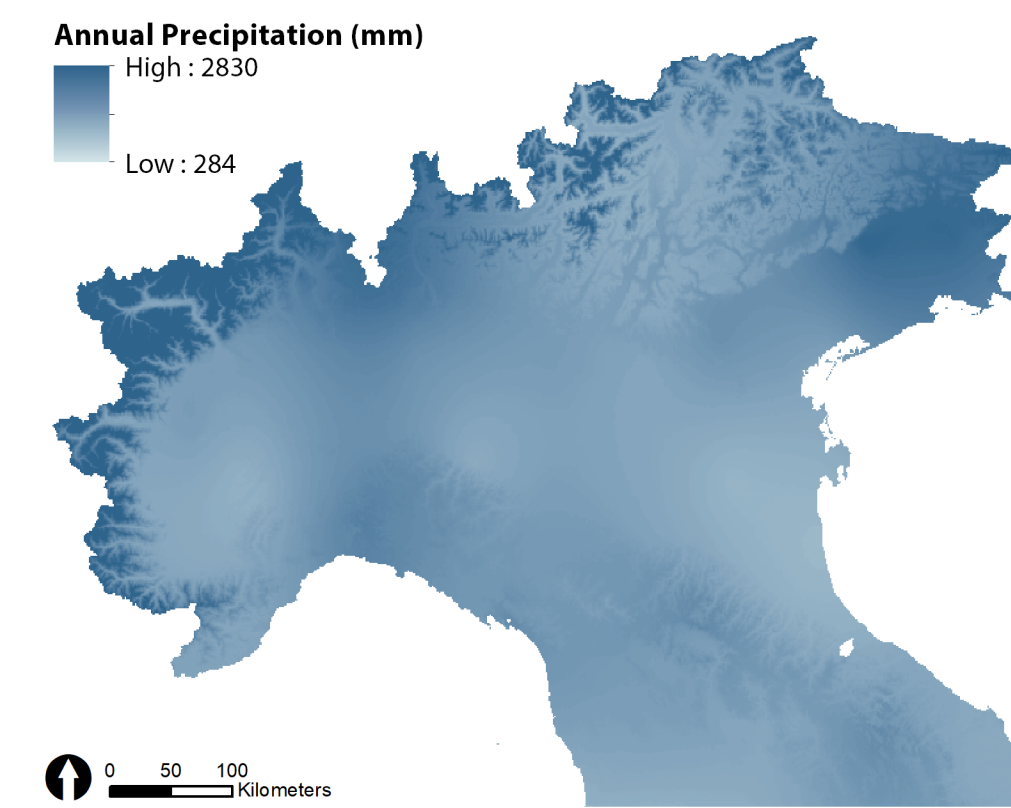 Annual Precipitation (mm)
High : 2830
Low : 284
0 50 100
Kilometers